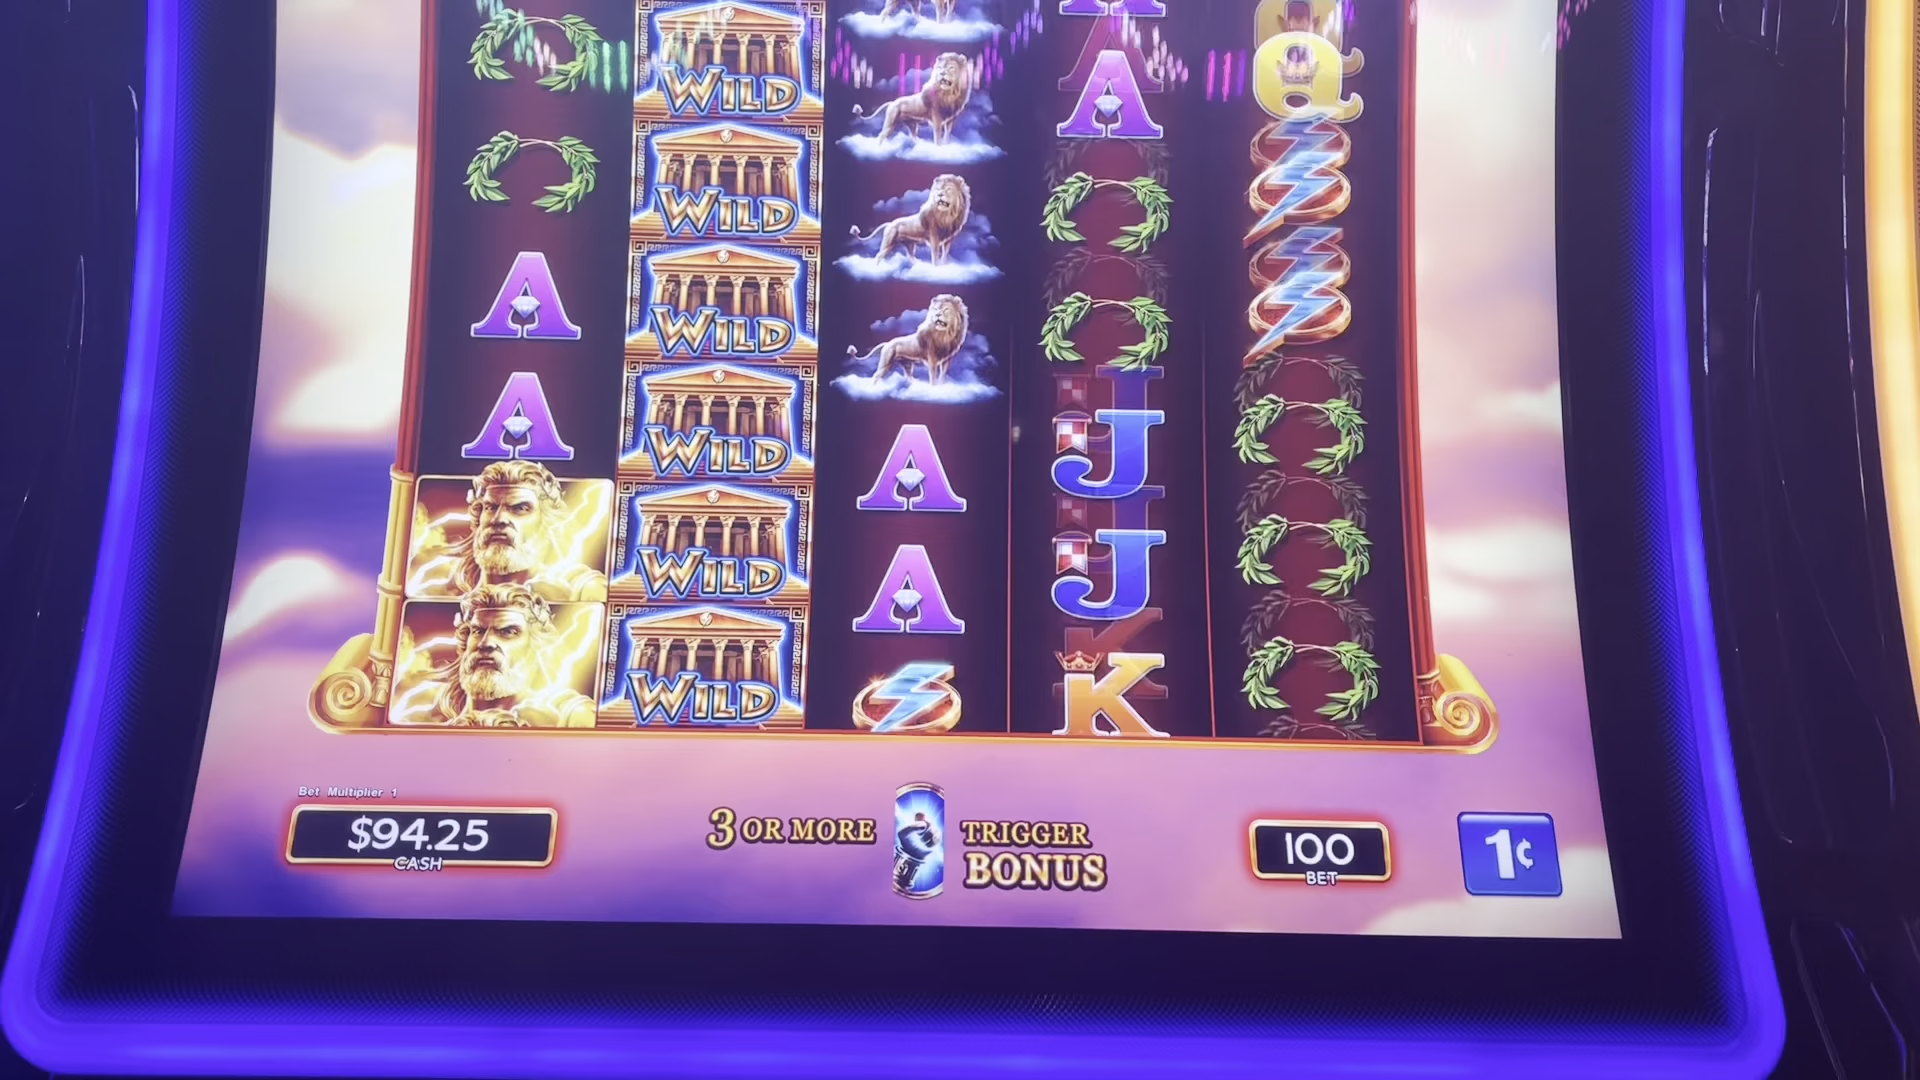 Q
A
WILD
WILD
WILD
A
J
A
WILD
A
J
WILD
A
K
WILD
Bet Multiplier 1
$94.25
CASH
3 OR MORE
TRIGGER
BONUS
100
BET
1¢